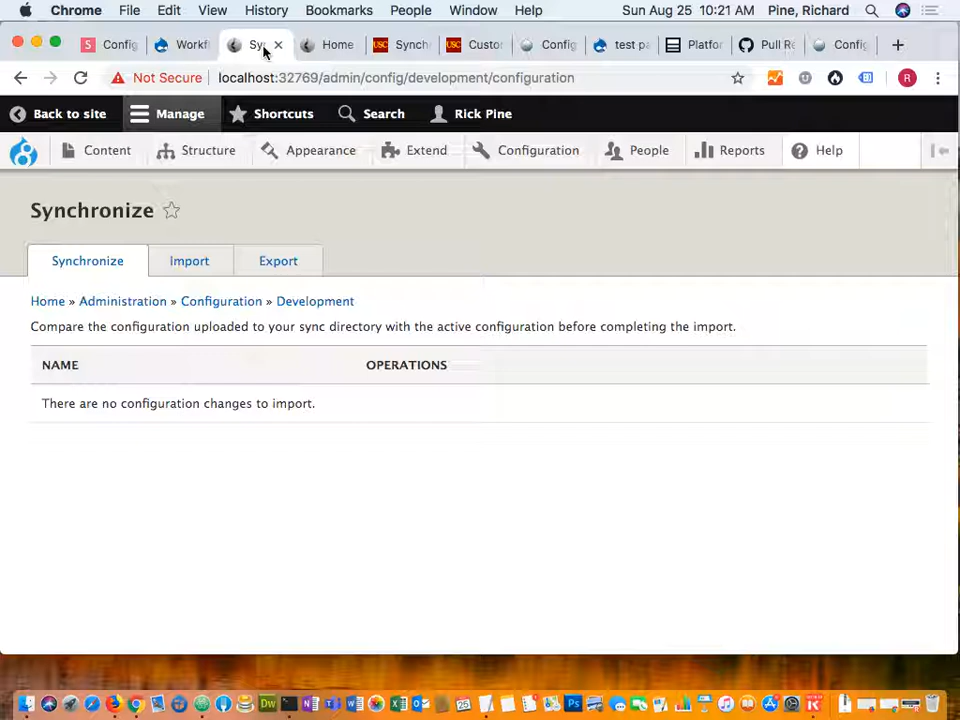 Chrome File Edit View History Bookmarks People Window Help Sun Aug 25 10:21 AM Pine, Richard
Config Workfl Sy Home Synchr Custo Config test pa Platfor Pull Re Config
Not Secure localhost:32769/admin/config/development/configuration
Back to site Manage Shortcuts Search Rick Pine
Content Structure Appearance Extend Configuration People Reports Help
Synchronize
Synchronize Import Export
Home » Administration » Configuration » Development
Compare the configuration uploaded to your sync directory with the active configuration before completing the import.
NAME OPERATIONS
There are no configuration changes to import.